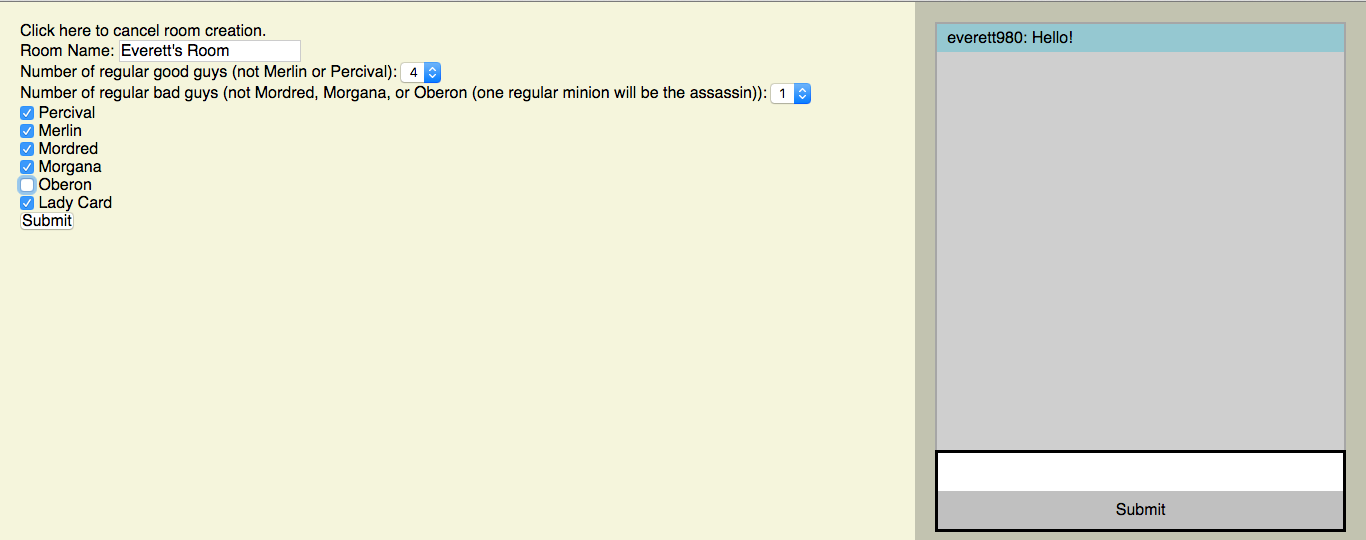 Click here to cancel room creation.
Room Name: Everett's Room
Number of regular good guys (not Merlin or Percival): 4
Number of regular bad guys (not Mordred, Morgana, or Oberon (one regular minion will be the assassin)): 1
Percival
Merlin
Mordred
Morgana
Oberon
Lady Card
Submit
everett980: Hello!
Submit